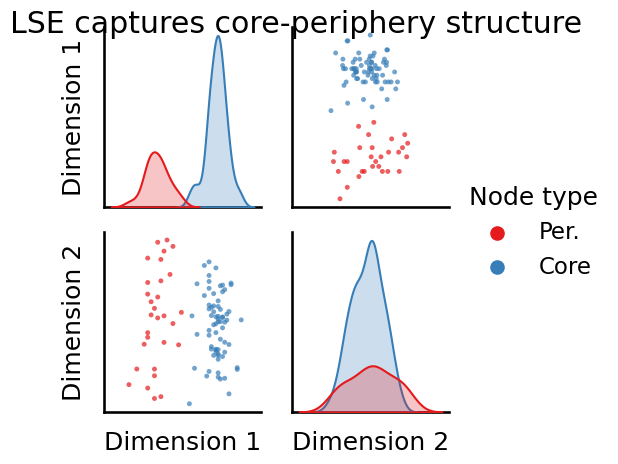 LSE captures core-periphery structure
Dimension 1
Node type
Per.
Core
Dimension 2
Dimension 1
Dimension 2